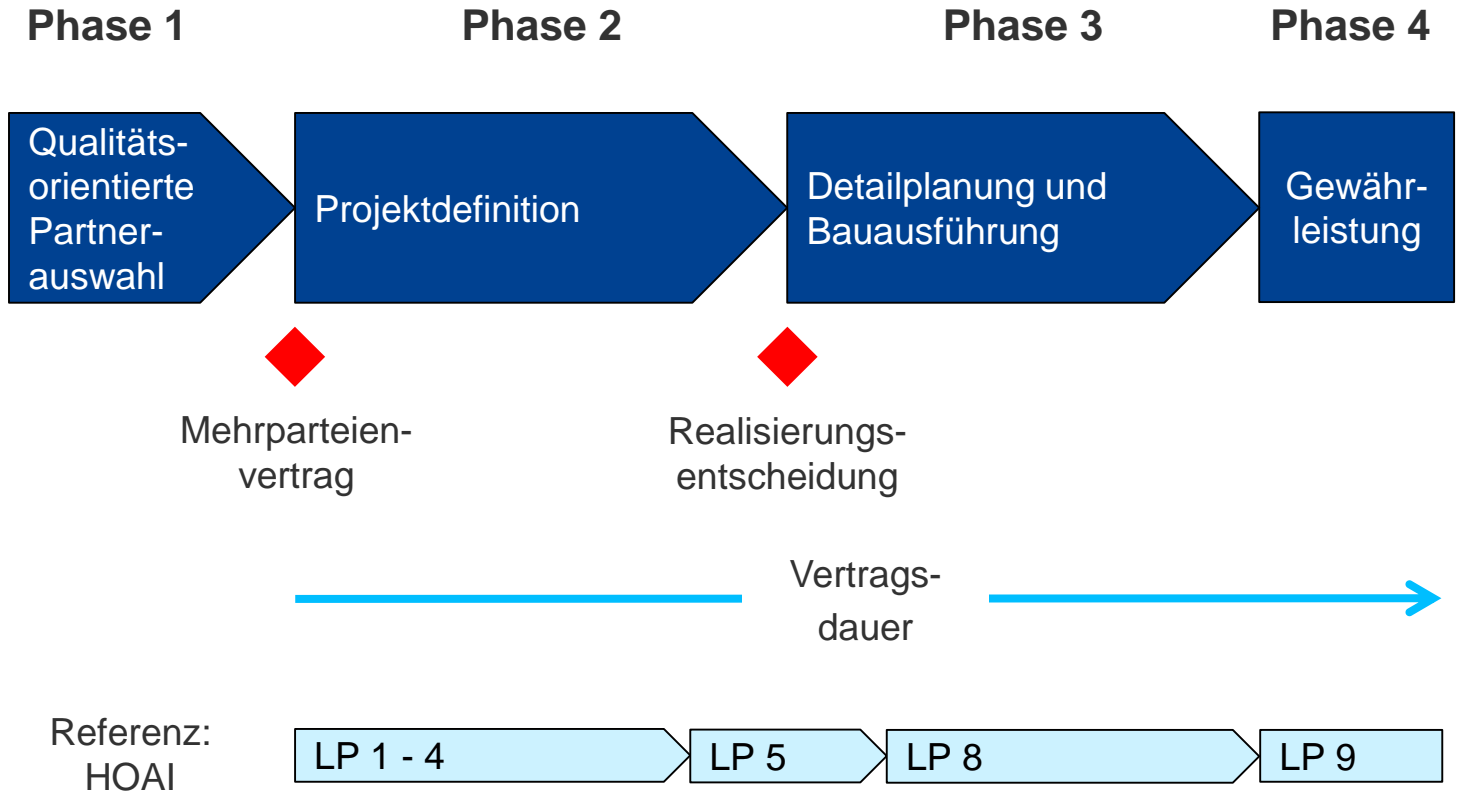 Phase 1 Phase 2 Phase 3 Phase 4
Qualitäts-
orientierte
Partner-
auswahl
Projektdefinition
Detailplanung und
Bauausführung
Gewähr-
leistung
Mehrparteien-
vertrag
Realisierungs-
entscheidung
Vertrags-
dauer
Referenz:
HOAI
LP 1 - 4 LP 5 LP 8 LP 9